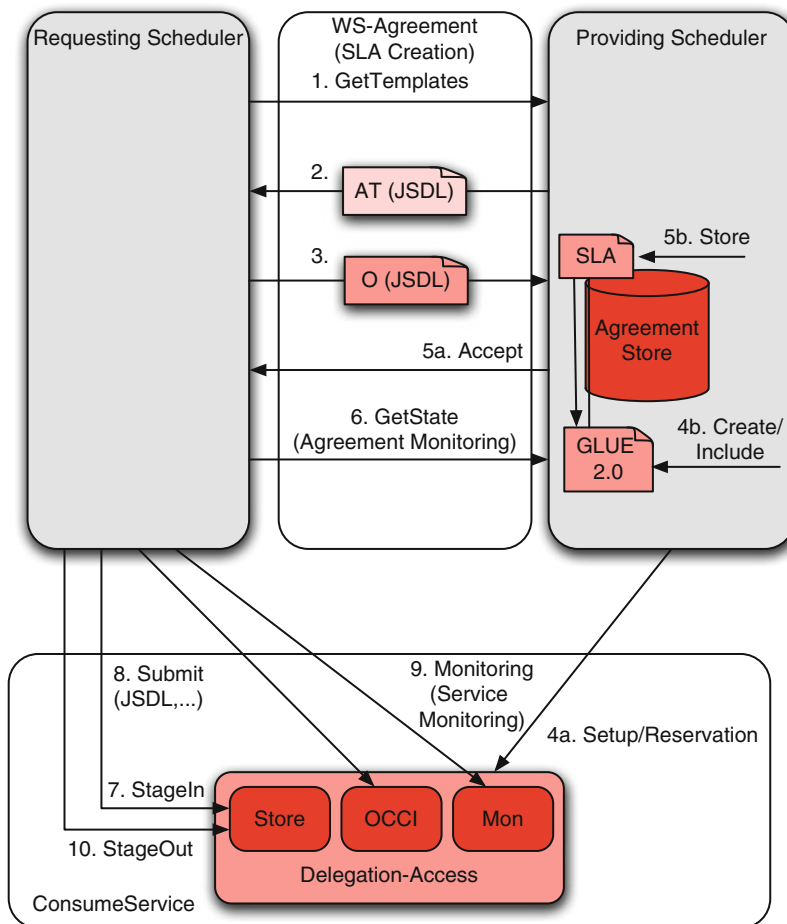 Requesting Scheduler
WS-Agreement
(SLA Creation)
Providing Scheduler
1. GetTemplates
2.
AT (JSDL)
3.
O (JSDL)
SLA
5b. Store
Agreement
Store
5a. Accept
6. GetState
(Agreement Monitoring)
GLUE
2.0
4b. Create/
Include
8. Submit
(JSDL,...)
9. Monitoring
(Service
Monitoring)
4a. Setup/Reservation
7. StageIn
10. StageOut
Store
OCCI
Mon
Delegation-Access
ConsumeService